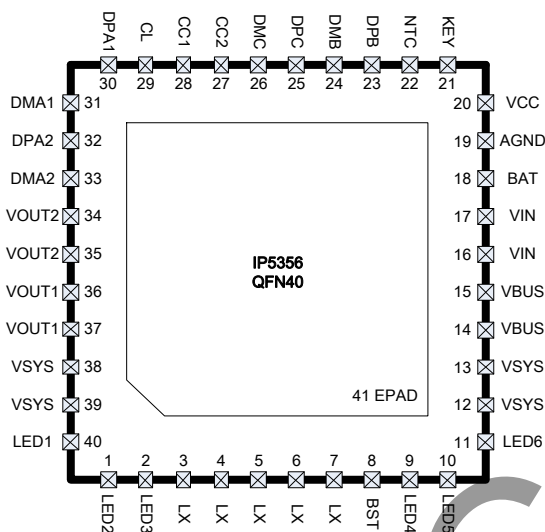 DPA1 CL CC1 CC2 DMC DPC DMB DPB NTC KEY
30 29 28 27 26 25 24 23 22 21
DMA1 31 20 VCC
DPA2 32 19 AGND
DMA2 33 18 BAT
VOUT2 34 17 VIN
VOUT2 35 16 VIN
VOUT1 36 15 VBUS
VOUT1 37 14 VBUS
VSYS 38 13 VSYS
VSYS 39 12 VSYS
LED1 40 11 LED6
IP5356
QFN40
41 EPAD
1 2 3 4 5 6 7 8 9 10
LED2 LED3 LX LX LX LX LX BST LED4 LED5